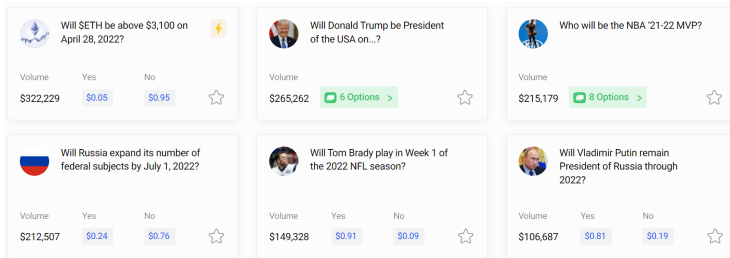 Will $ETH be above $3,100 on
April 28, 2022?
Volume Yes No
$322,229 $0.05 $0.95
Will Donald Trump be President
of the USA on...?
Volume
$265,262 6 Options >
Who will be the NBA '21-22 MVP?
Volume
$215,179 8 Options >
Will Russia expand its number of
federal subjects by July 1, 2022?
Volume Yes No
$212,507 $0.24 $0.76
Will Tom Brady play in Week 1 of
the 2022 NFL season?
Volume Yes No
$149,328 $0.91 $0.09
Will Vladimir Putin remain
President of Russia through
2022?
Volume Yes No
$106,687 $0.81 $0.19